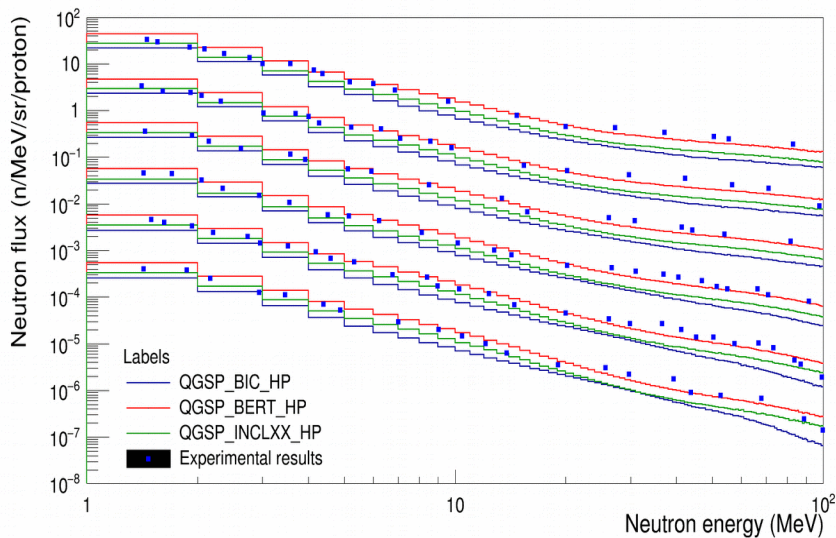 Neutron flux (n/MeV/sr/proton)
10²
10
1
10⁻¹
10⁻²
10⁻³
10⁻⁴
10⁻⁵
10⁻⁶
10⁻⁷
10⁻⁸
Labels
QGSP_BIC_HP
QGSP_BERT_HP
QGSP_INCLXX_HP
Experimental results
1
10
10²
Neutron energy (MeV)